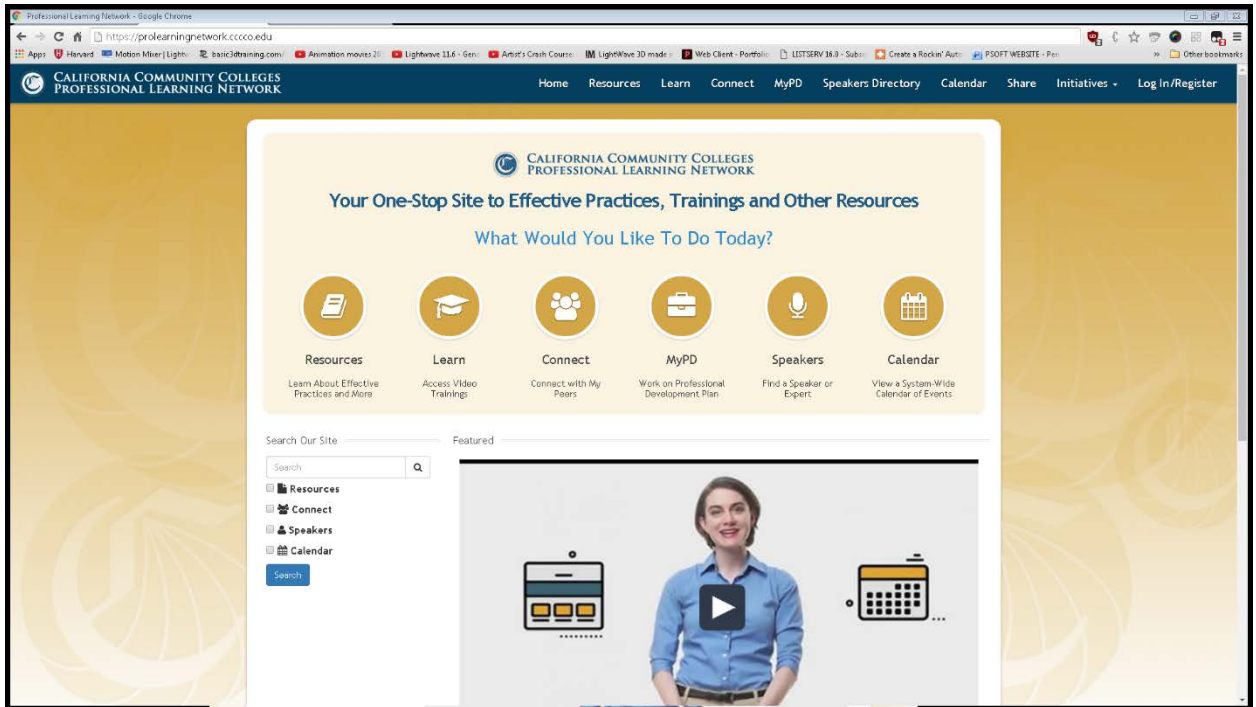 Professional Learning Network - Google Chrome
https://prolearningnetwork.cccco.edu
Apps Harvard Motion Mixer | Lightw basic3dtraining.com/ Animation movies 20 Lightwave 11.6 - Gen Artist's Crash Course LightWave 3D made Web Client - Portfolio LISTSERV 16.0 - Subsc Create a Rockin' Auto PSOFT WEBSITE - Pen » Other bookmarks
CALIFORNIA COMMUNITY COLLEGES
PROFESSIONAL LEARNING NETWORK
Home Resources Learn Connect MyPD Speakers Directory Calendar Share Initiatives Log In/Register
CALIFORNIA COMMUNITY COLLEGES
PROFESSIONAL LEARNING NETWORK
Your One-Stop Site to Effective Practices, Trainings and Other Resources
What Would You Like To Do Today?
Resources Learn Connect MyPD Speakers Calendar
Learn About Effective Practices and More
Access Video Trainings
Connect with My Peers
Work on Professional Development Plan
Find a Speaker or Expert
View a System-Wide Calendar of Events
Search Our Site
Featured
Search
Resources
Connect
Speakers
Calendar
Search